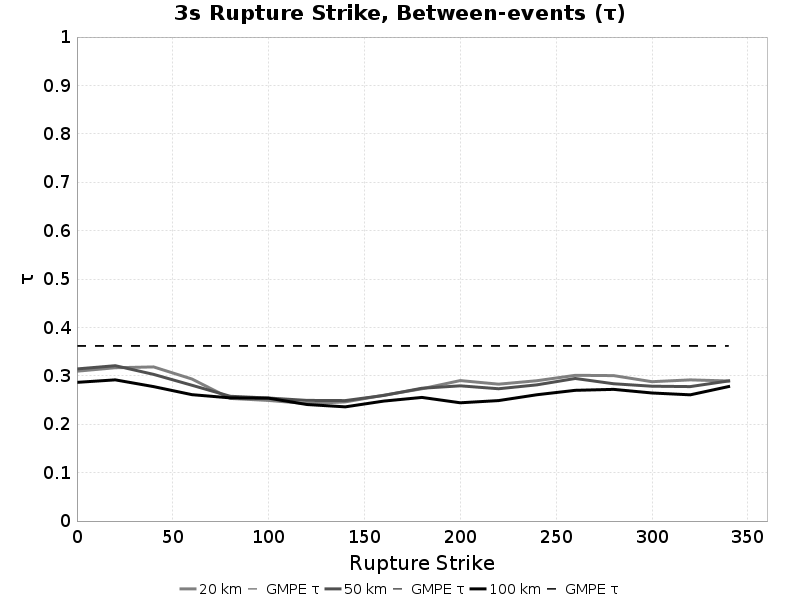 3s Rupture Strike, Between-events (τ)
1
0.9
0.8
0.7
0.6
0.5
0.4
0.3
0.2
0.1
0
τ
0 50 100 150 200 250 300 350
Rupture Strike
20 km GMPE τ 50 km GMPE τ 100 km GMPE τ